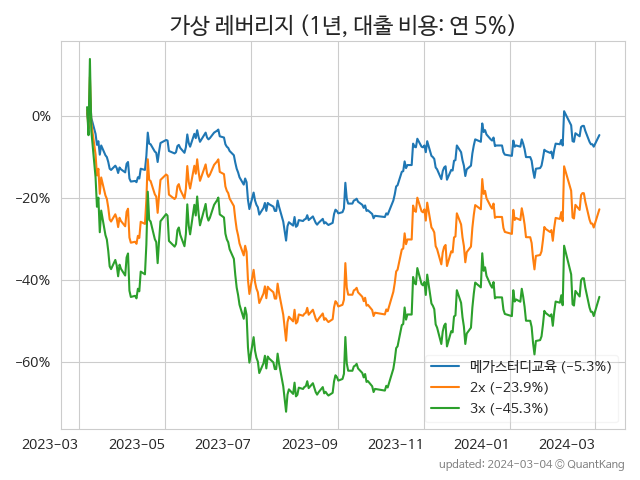 가상 레버리지 (1년, 대출 비용: 연 5%)
0%
−20%
−40%
−60%
메가스터디교육 (−5.3%)
2x (−23.9%)
3x (−45.3%)
2023−03 2023−05 2023−07 2023−09 2023−11 2024−01 2024−03
updated: 2024−03−04 © QuantKang